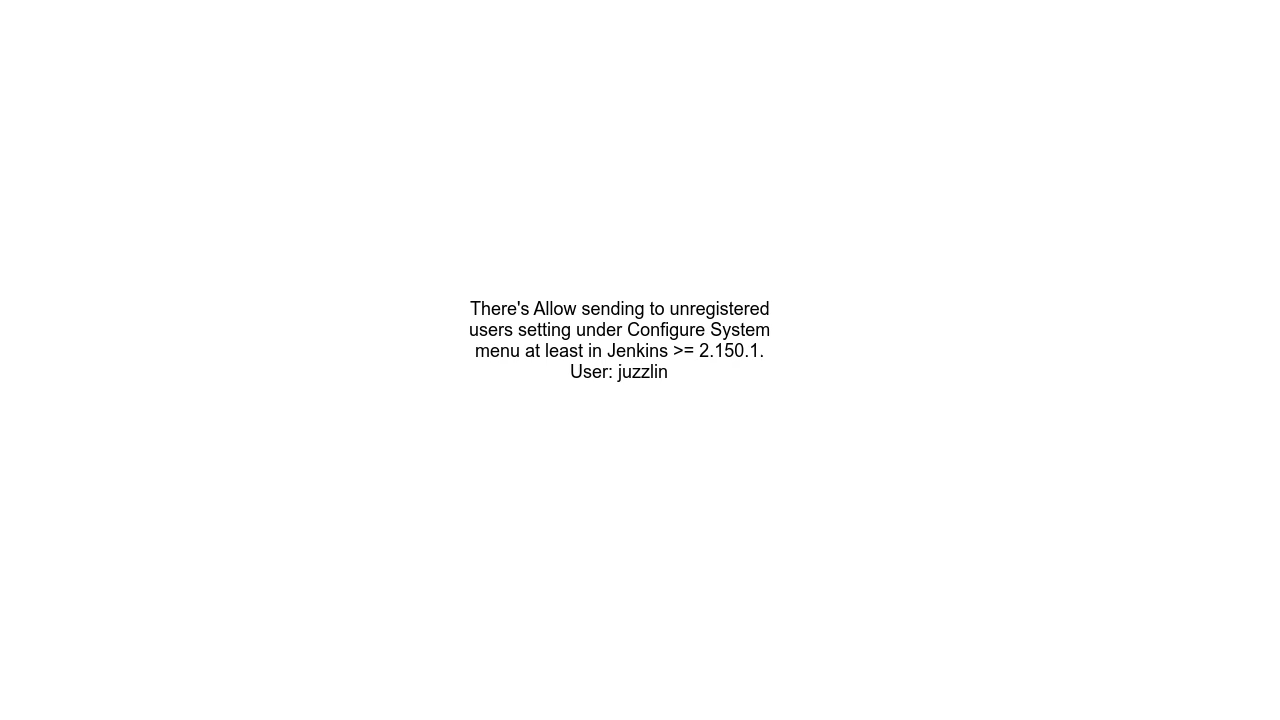 There's Allow sending to unregistered
users setting under Configure System
menu at least in Jenkins >= 2.150.1.
User: juzzlin